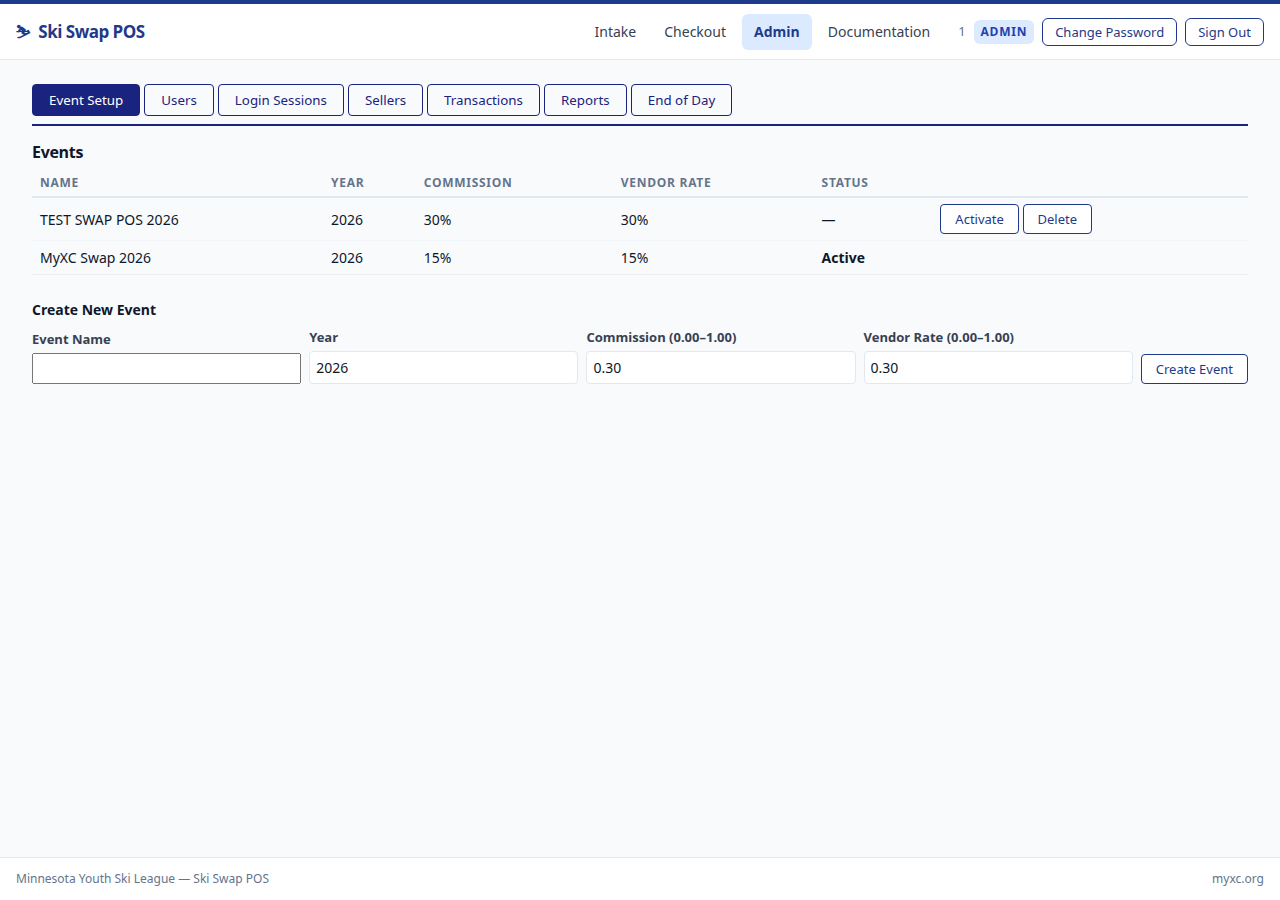 Ski Swap POS
Intake Checkout Admin Documentation 1 ADMIN Change Password Sign Out
Event Setup Users Login Sessions Sellers Transactions Reports End of Day
Events
NAME YEAR COMMISSION VENDOR RATE STATUS
TEST SWAP POS 2026 2026 30% 30% — Activate Delete
MyXC Swap 2026 2026 15% 15% Active
Create New Event
Event Name Year Commission (0.00–1.00) Vendor Rate (0.00–1.00)
2026 0.30 0.30 Create Event
Minnesota Youth Ski League — Ski Swap POS myxc.org